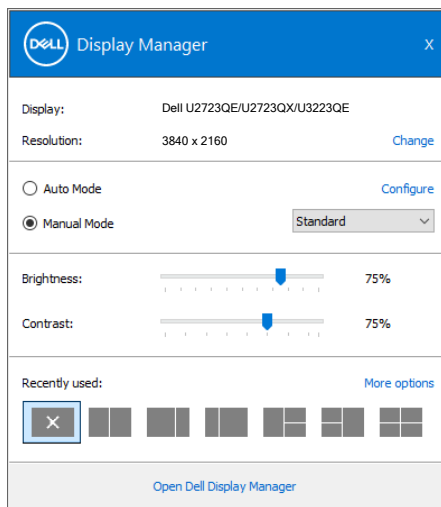 DELL Display Manager X
Display: Dell U2723QE/U2723QX/U3223QE
Resolution: 3840 x 2160 Change
Auto Mode Configure
Manual Mode Standard
Brightness: 75%
Contrast: 75%
Recently used: More options
Open Dell Display Manager